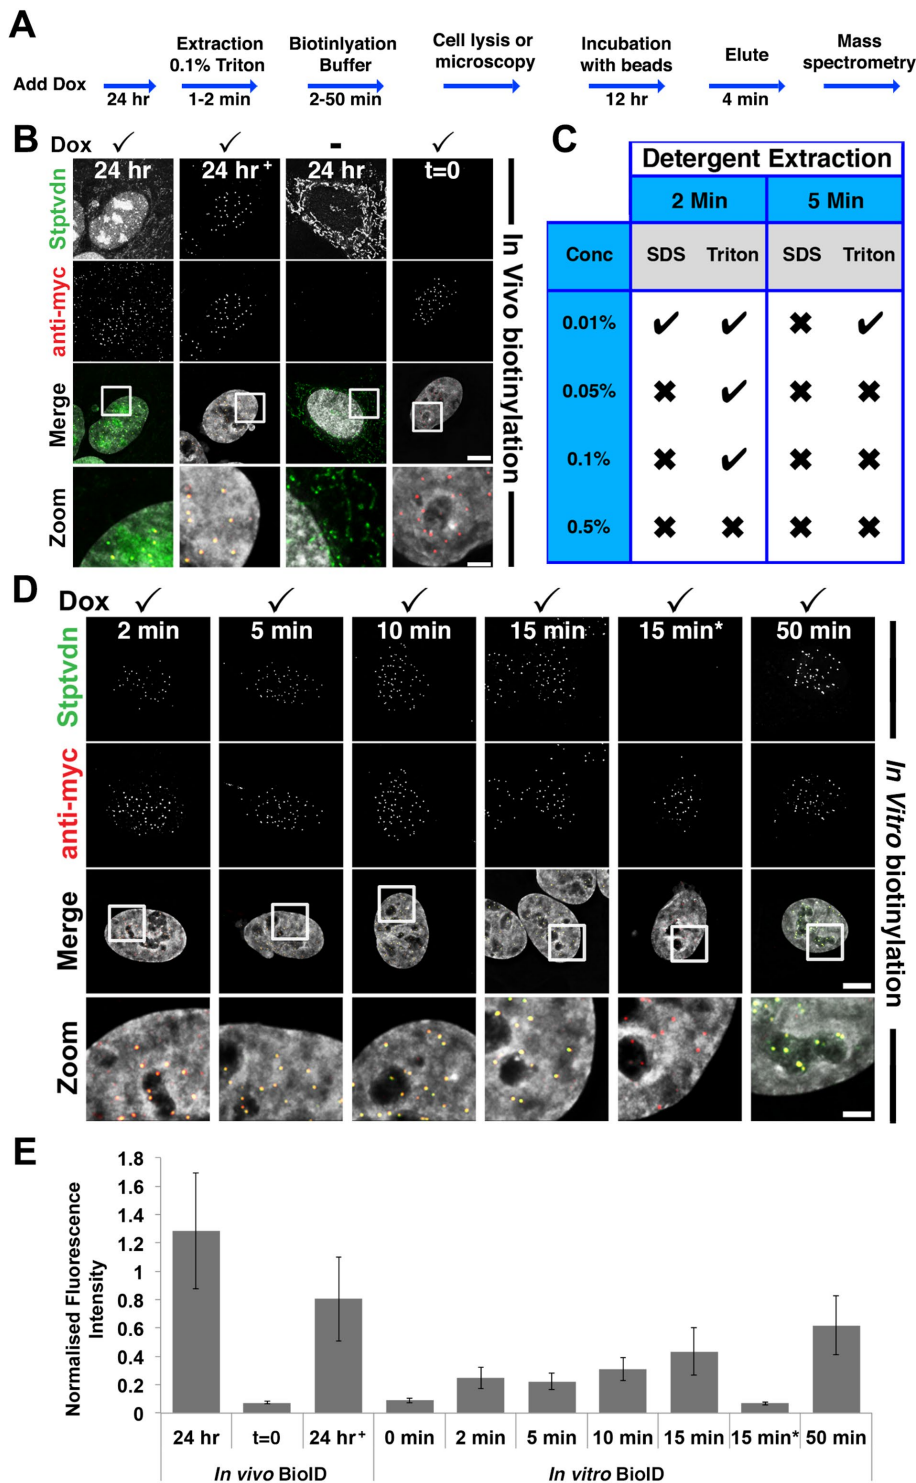 A
Add Dox
24 hr
Extraction
0.1% Triton
1-2 min
Biotinlyation
Buffer
2-50 min
Cell lysis or
microscopy
Incubation
with beads
12 hr
Elute
4 min
Mass
spectrometry
B
Dox ✓ ✓ - ✓
24 hr 24 hr+ 24 hr t=0
Stptvdn
anti-myc
Merge
Zoom
In Vivo biotinylation
C
Detergent Extraction
2 Min 5 Min
Conc SDS Triton SDS Triton
0.01% ✓ ✓ ✖ ✓
0.05% ✖ ✓ ✖ ✖
0.1% ✖ ✓ ✖ ✖
0.5% ✖ ✖ ✖ ✖
D
Dox ✓ ✓ ✓ ✓ ✓ ✓
2 min 5 min 10 min 15 min 15 min* 50 min
Stptvdn
anti-myc
Merge
Zoom
In Vitro biotinylation
E
Normalised Fluorescence
Intensity
1.8
1.6
1.4
1.2
1
0.8
0.6
0.4
0.2
0
24 hr t=0 24 hr+ 0 min 2 min 5 min 10 min 15 min 15 min* 50 min
In vivo BioID In vitro BioID